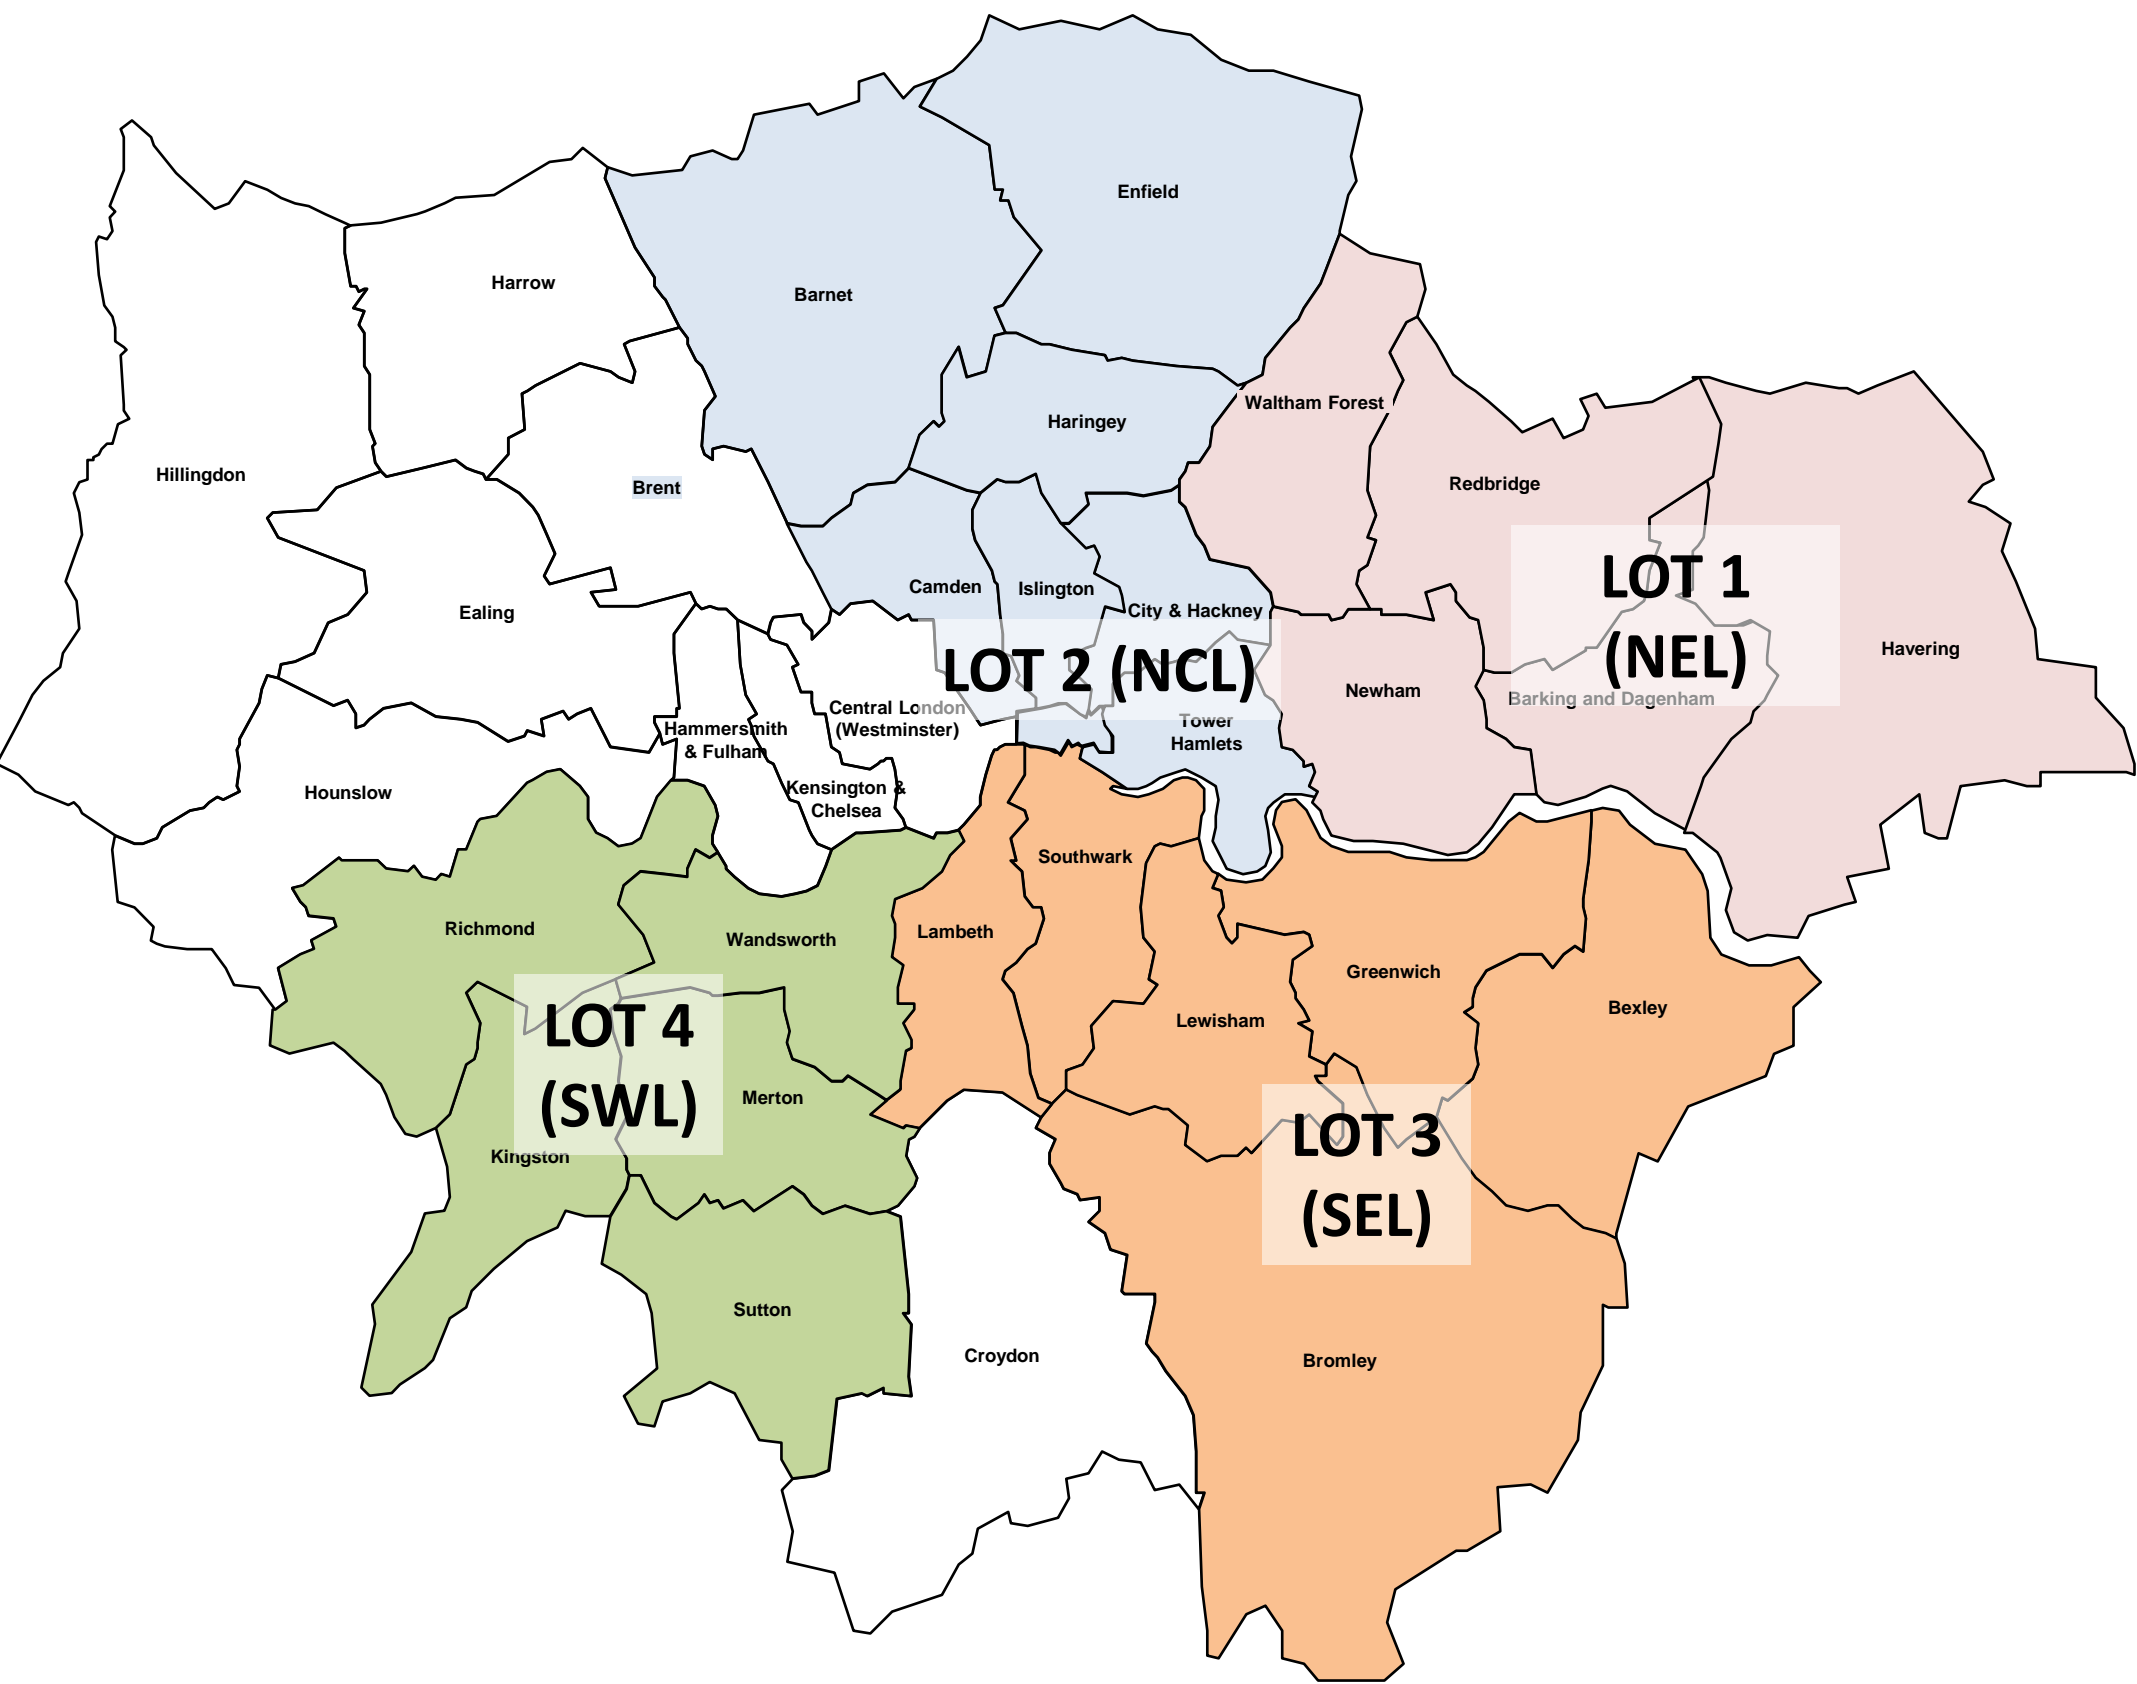 Enfield
Harrow
Barnet
Waltham Forest
Haringey
Hillingdon
Brent
Redbridge
LOT 1
(NEL)
Camden
Islington
City & Hackney
Ealing
Havering
LOT 2 (NCL)
Newham
Barking and Dagenham
Central London
(Westminster)
Hammersmith
& Fulham
Tower
Hamlets
Hounslow
Kensington &
Chelsea
Southwark
Richmond
Wandsworth
Lambeth
Greenwich
Bexley
Lewisham
LOT 4
(SWL)
Merton
Kingston
LOT 3
(SEL)
Sutton
Croydon
Bromley